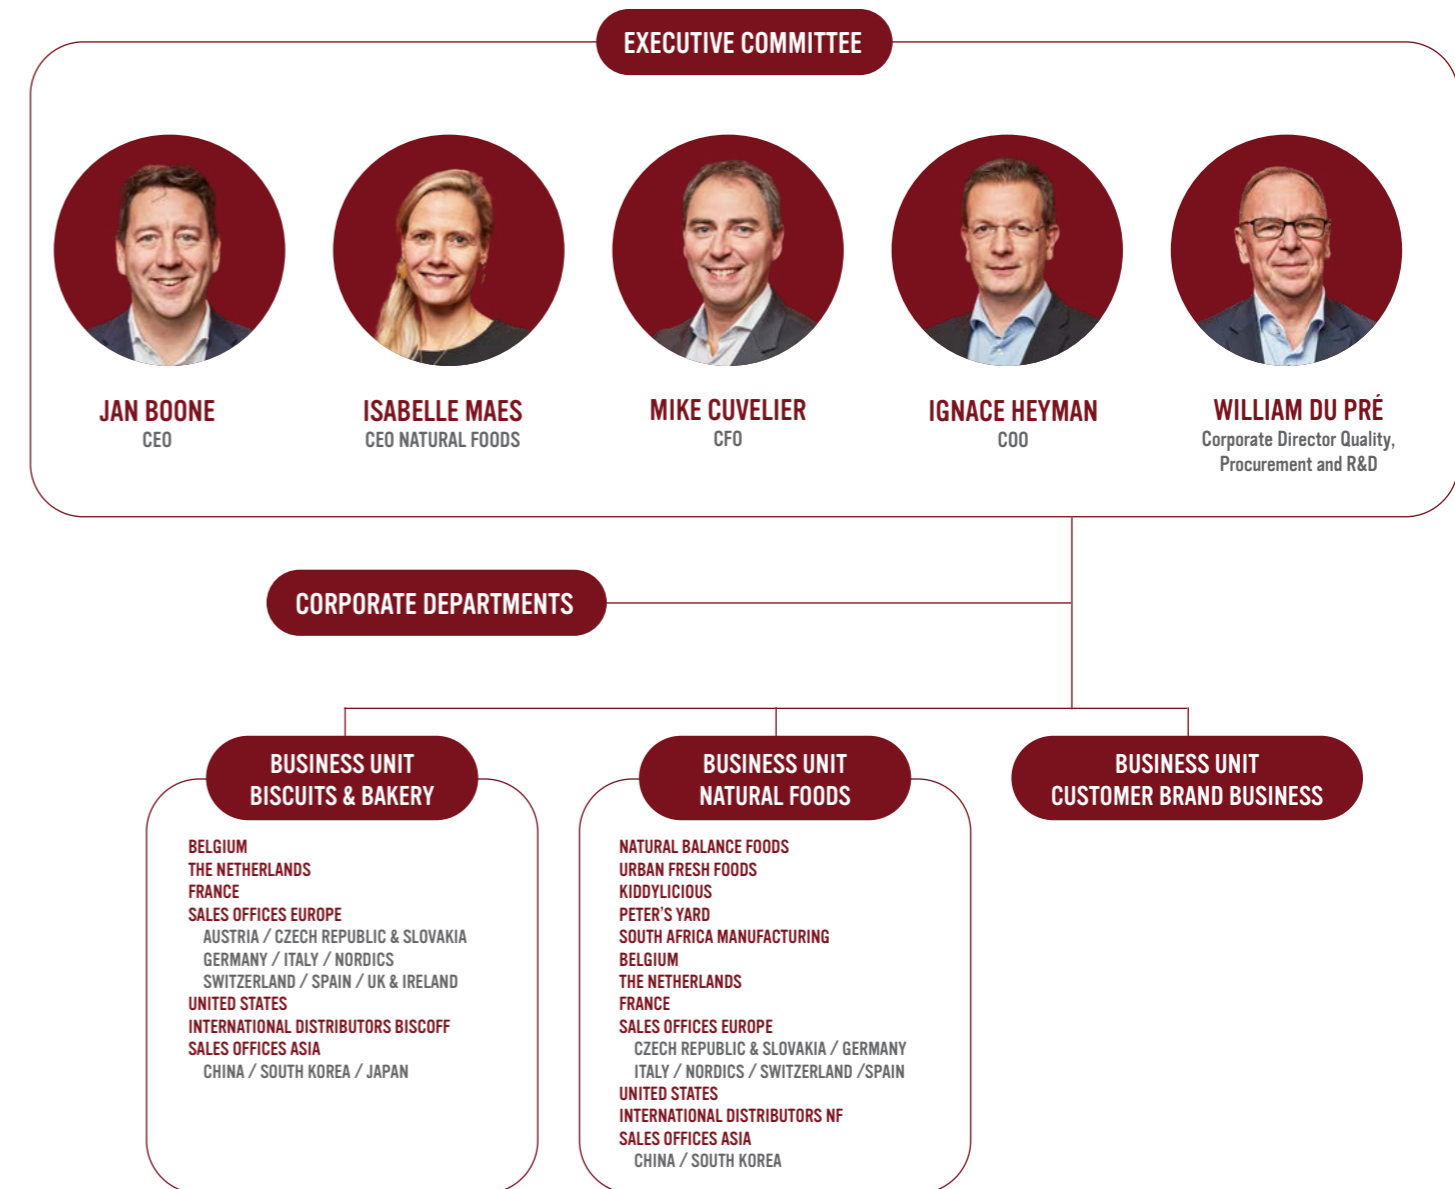 EXECUTIVE COMMITTEE
JAN BOONE
CEO
ISABELLE MAES
CEO NATURAL FOODS
MIKE CUVELIER
CFO
IGNACE HEYMAN
COO
WILLIAM DU PRÉ
Corporate Director Quality,
Procurement and R&D
CORPORATE DEPARTMENTS
BUSINESS UNIT
BISCUITS & BAKERY
BELGIUM
THE NETHERLANDS
FRANCE
SALES OFFICES EUROPE
AUSTRIA / CZECH REPUBLIC & SLOVAKIA
GERMANY / ITALY / NORDICS
SWITZERLAND / SPAIN / UK & IRELAND
UNITED STATES
INTERNATIONAL DISTRIBUTORS BISCOFF
SALES OFFICES ASIA
CHINA / SOUTH KOREA / JAPAN
BUSINESS UNIT
NATURAL FOODS
NATURAL BALANCE FOODS
URBAN FRESH FOODS
KIDDYLICIOUS
PETER'S YARD
SOUTH AFRICA MANUFACTURING
BELGIUM
THE NETHERLANDS
FRANCE
SALES OFFICES EUROPE
CZECH REPUBLIC & SLOVAKIA / GERMANY
ITALY / NORDICS / SWITZERLAND /SPAIN
UNITED STATES
INTERNATIONAL DISTRIBUTORS NF
SALES OFFICES ASIA
CHINA / SOUTH KOREA
BUSINESS UNIT
CUSTOMER BRAND BUSINESS